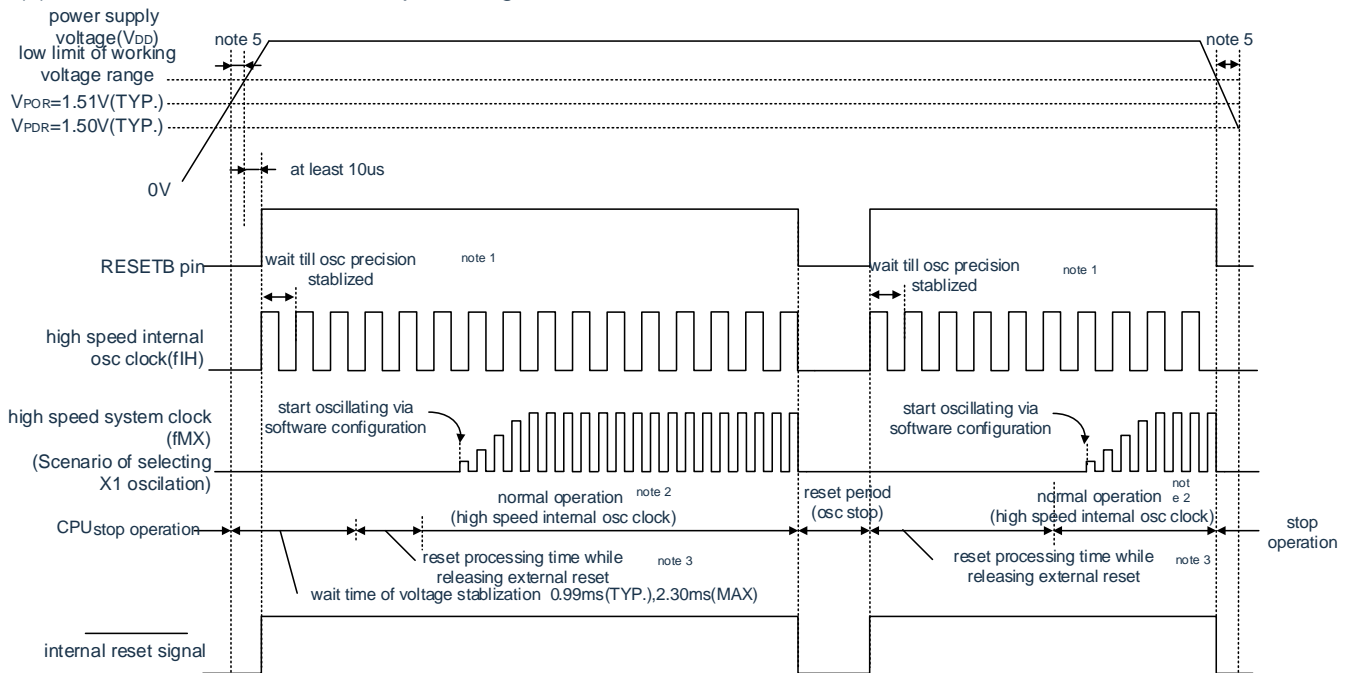 power supply
voltage(VDD)
note 5
note 5
low limit of working
voltage range
VPOR=1.51V(TYP.)
VPDR=1.50V(TYP.)
at least 10us
0V
RESETB pin
wait till osc precision
stablized
note 1
wait till osc precision
stablized
note 1
high speed internal
osc clock(fIH)
high speed system clock
(fMX)
(Scenario of selecting
X1 oscilation)
start oscillating via
software configuration
start oscillating via
software configuration
CPU
stop operation
normal operation note 2
(high speed internal osc clock)
reset period
(osc stop)
normal operation not
e 2
(high speed internal osc clock)
stop
operation
reset processing time while
releasing external reset
note 3
reset processing time while
releasing external reset
note 3
wait time of voltage stablization 0.99ms(TYP.),2.30ms(MAX)
internal reset signal